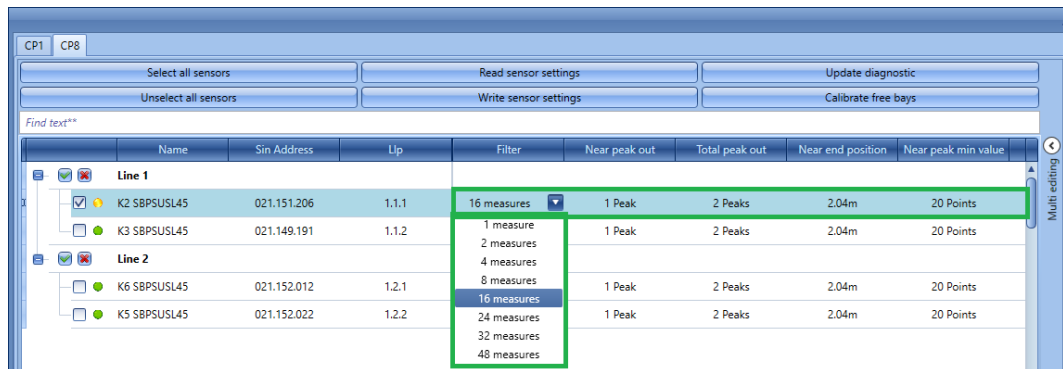 CP1 CP8
Select all sensors Read sensor settings Update diagnostic
Unselect all sensors Write sensor settings Calibrate free bays
Find text**
Name Sin Address Llp Filter Near peak out Total peak out Near end position Near peak min value
Multi editing
Line 1
K2 SBPSUSL45 021.151.206 1.1.1 16 measures 1 Peak 2 Peaks 2.04m 20 Points
1 measure
K3 SBPSUSL45 021.149.191 1.1.2 1 Peak 2 Peaks 2.04m 20 Points
2 measures
Line 2 4 measures
8 measures
K6 SBPSUSL45 021.152.012 1.2.1 1 Peak 2 Peaks 2.04m 20 Points
16 measures
K5 SBPSUSL45 021.152.022 1.2.2 24 measures 1 Peak 2 Peaks 2.04m 20 Points
32 measures
48 measures